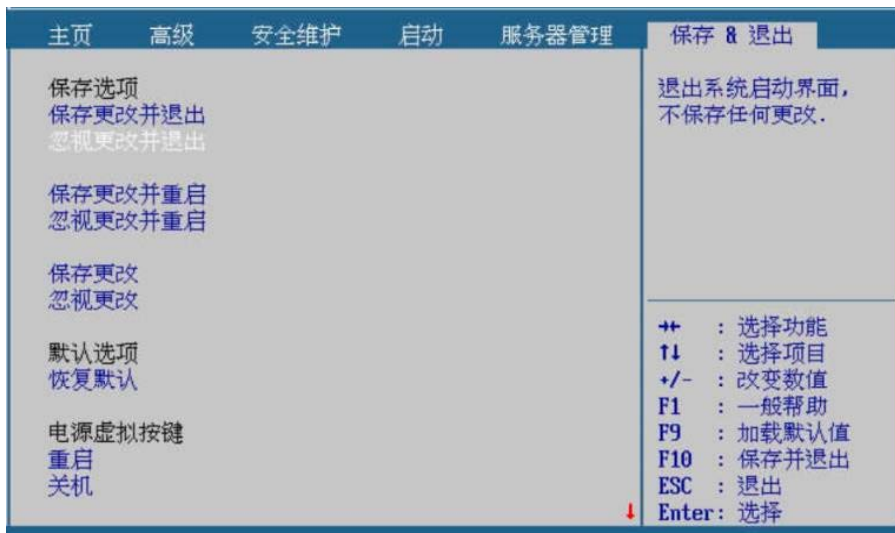 主页 高级 安全维护 启动 服务器管理 保存 & 退出
保存选项
保存更改并退出
忽视更改并退出
保存更改并重启
忽视更改并重启
保存更改
忽视更改
默认选项
恢复默认
电源虚拟按键
重启
关机
退出系统启动界面，
不保存任何更改.
→← : 选择功能
↑↓ : 选择项目
+/- : 改变数值
F1 : 一般帮助
F9 : 加载默认值
F10 : 保存并退出
ESC : 退出
Enter: 选择